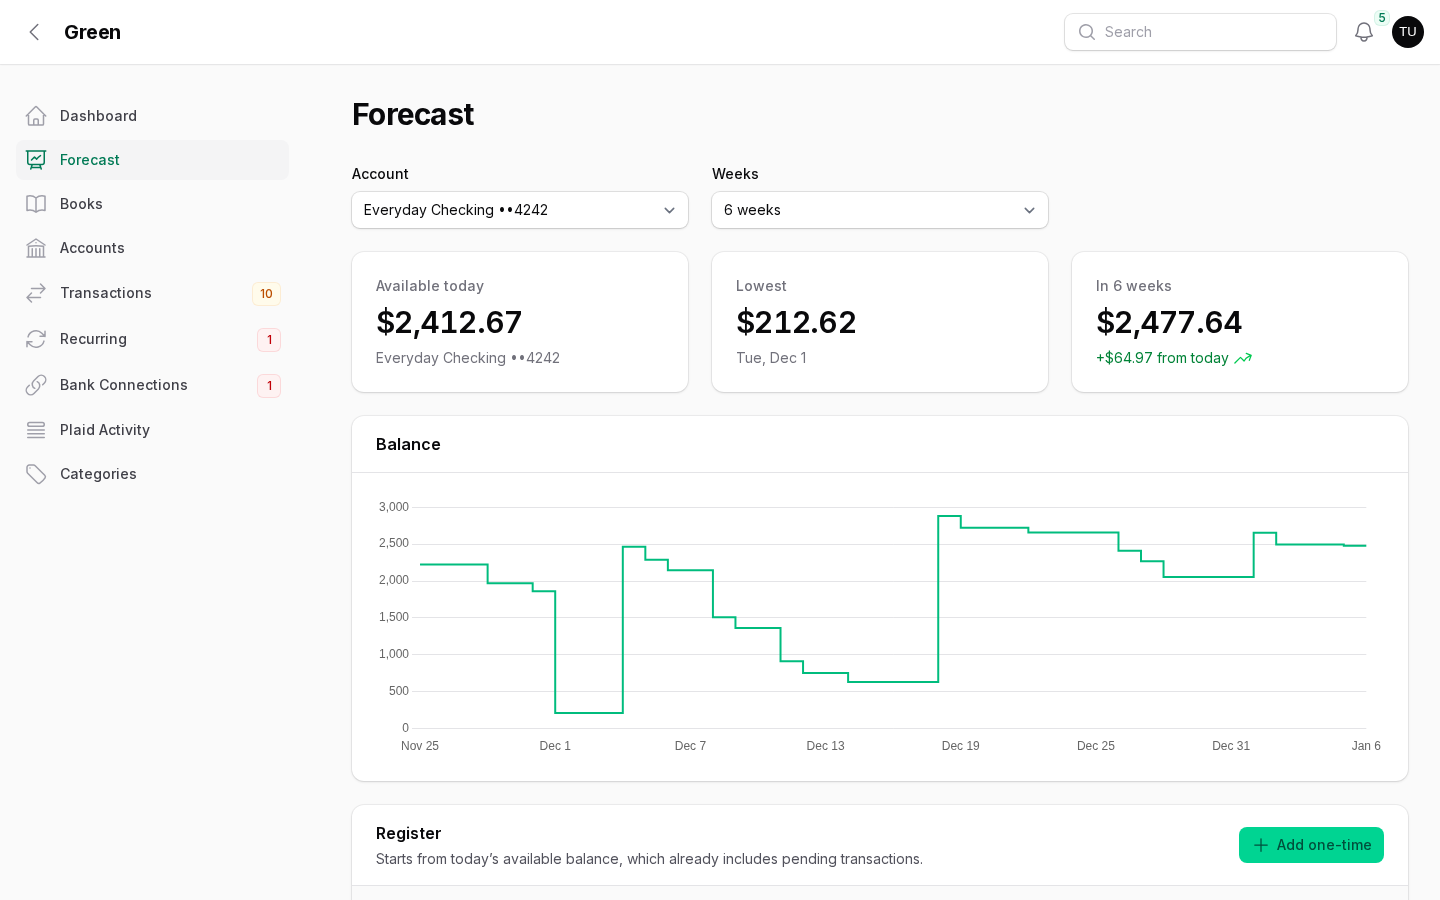 Green
Search
5
TU
Dashboard
Forecast
Books
Accounts
Transactions
10
Recurring
1
Bank Connections
1
Plaid Activity
Categories
Forecast
Account
Weeks
Everyday Checking ••4242
6 weeks
Available today
$2,412.67
Everyday Checking ••4242
Lowest
$212.62
Tue, Dec 1
In 6 weeks
$2,477.64
+$64.97 from today
Balance
3,000
2,500
2,000
1,500
1,000
500
0
Nov 25
Dec 1
Dec 7
Dec 13
Dec 19
Dec 25
Dec 31
Jan 6
Register
Starts from today’s available balance, which already includes pending transactions.
Add one-time